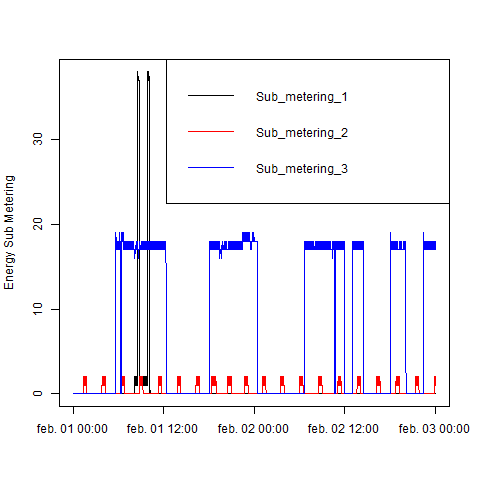 Sub_metering_1
Sub_metering_2
Sub_metering_3
Energy Sub Metering
30
20
10
0
feb. 01 00:00 feb. 01 12:00 feb. 02 00:00 feb. 02 12:00 feb. 03 00:00